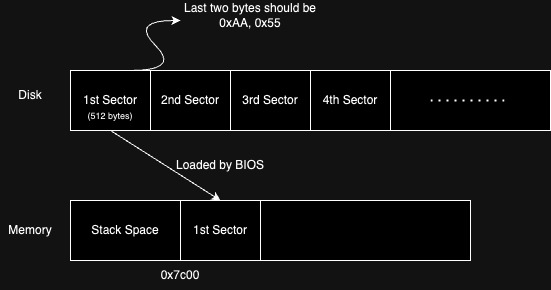 Last two bytes should be
0xAA, 0x55
Disk
1st Sector
(512 bytes)
2nd Sector
3rd Sector
4th Sector
..........
Loaded by BIOS
Memory
Stack Space
1st Sector
0x7c00